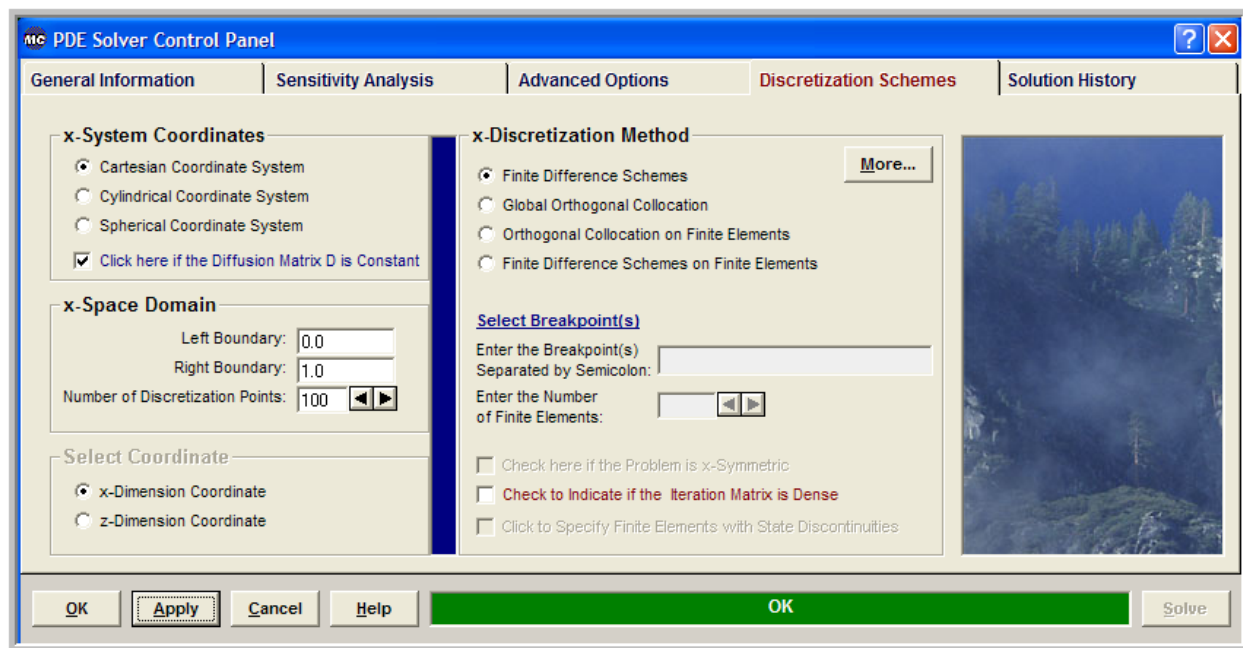 MC PDE Solver Control Panel
General Information
Sensitivity Analysis
Advanced Options
Discretization Schemes
Solution History
x-System Coordinates
Cartesian Coordinate System
Cylindrical Coordinate System
Spherical Coordinate System
Click here if the Diffusion Matrix D is Constant
x-Space Domain
Left Boundary: 0.0
Right Boundary: 1.0
Number of Discretization Points: 100
Select Coordinate
x-Dimension Coordinate
z-Dimension Coordinate
x-Discretization Method
More...
Finite Difference Schemes
Global Orthogonal Collocation
Orthogonal Collocation on Finite Elements
Finite Difference Schemes on Finite Elements
Select Breakpoint(s)
Enter the Breakpoint(s)
Separated by Semicolon:
Enter the Number
of Finite Elements:
Check here if the Problem is x-Symmetric
Check to Indicate if the Iteration Matrix is Dense
Click to Specify Finite Elements with State Discontinuities
OK
Apply
Cancel
Help
OK
Solve